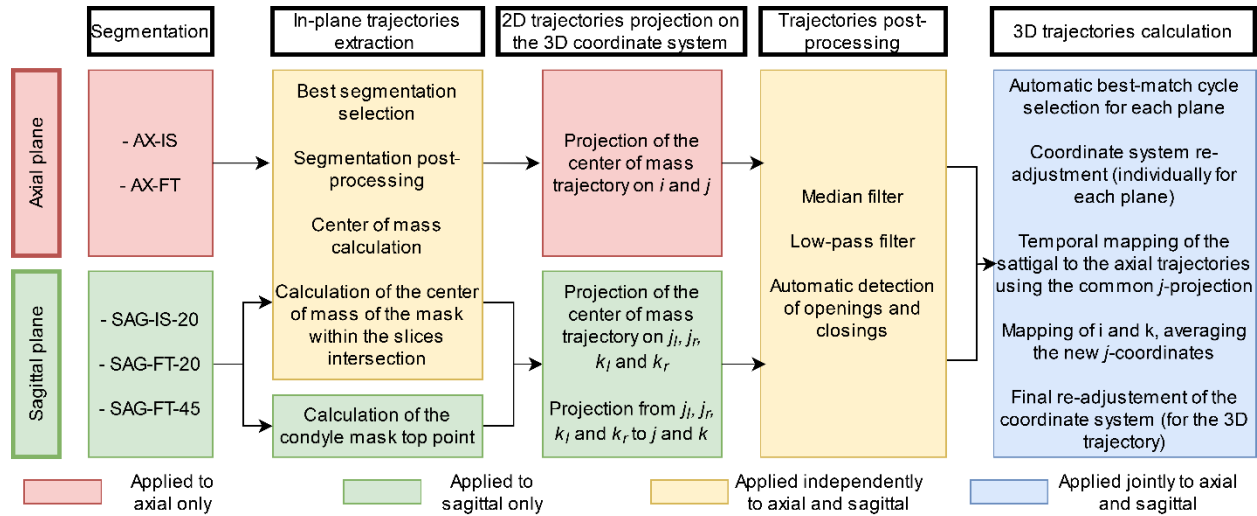 Segmentation
In-plane trajectories
extraction
2D trajectories projection on
the 3D coordinate system
Trajectories post-
processing
3D trajectories calculation
Axial plane
- AX-IS
- AX-FT
Best segmentation
selection
Segmentation post-
processing
Center of mass
calculation
Calculation of the center
of mass of the mask
within the slices
intersection
Projection of the
center of mass
trajectory on i and j
Median filter
Low-pass filter
Automatic detection
of openings and
closings
Automatic best-match cycle
selection for each plane
Coordinate system re-
adjustment (individually for
each plane)
Temporal mapping of the
sattigal to the axial trajectories
using the common j-projection
Mapping of i and k, averaging
the new j-coordinates
Final re-adjustement of the
coordinate system (for the 3D
trajectory)
Sagittal plane
- SAG-IS-20
- SAG-FT-20
- SAG-FT-45
Calculation of the
condyle mask top point
Projection of the
center of mass
trajectory on jₗ, jᵣ,
kₗ and kᵣ
Projection from jₗ, jᵣ,
kₗ and kᵣ to j and k
Applied to
axial only
Applied to
sagittal only
Applied independently
to axial and sagittal
Applied jointly to axial
and sagittal